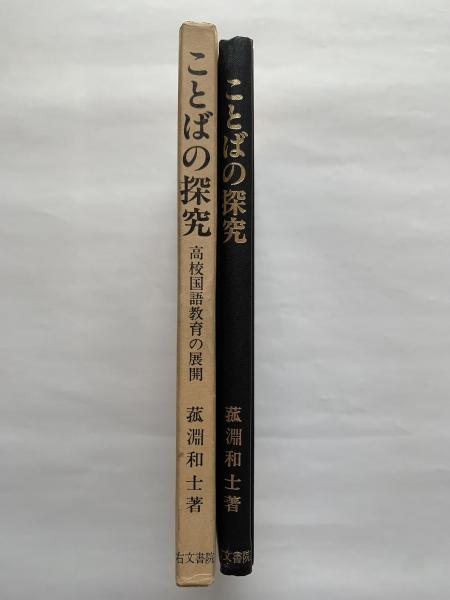 ことばの探究
高校国語教育の展開
菰淵和士著
右文書院
ことばの探究
菰淵和士著
文書院